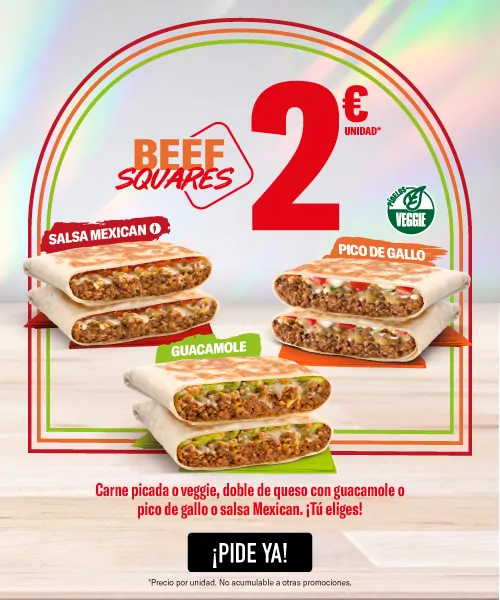 2€
UNIDAD*
BEEF
SQUARES
PÍDELOS
VEGGIE
SALSA MEXICAN
PICO DE GALLO
GUACAMOLE
Carne picada o veggie, doble de queso con guacamole o
pico de gallo o salsa Mexican. ¡Tú eliges!
¡PIDE YA!
*Precio por unidad. No acumulable a otras promociones.